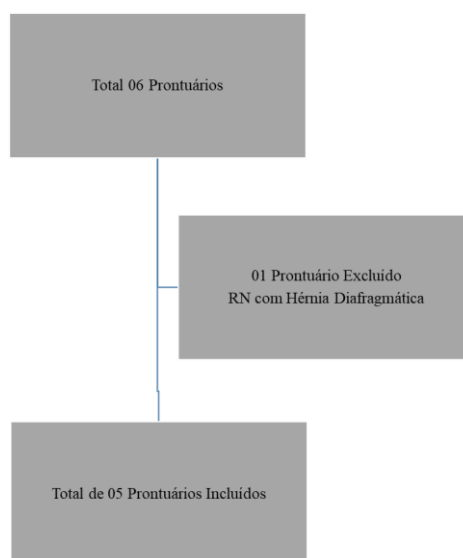 Total 06 Prontuários
01 Prontuário Excluído
RN com Hérnia Diafragmática
Total de 05 Prontuários Incluídos